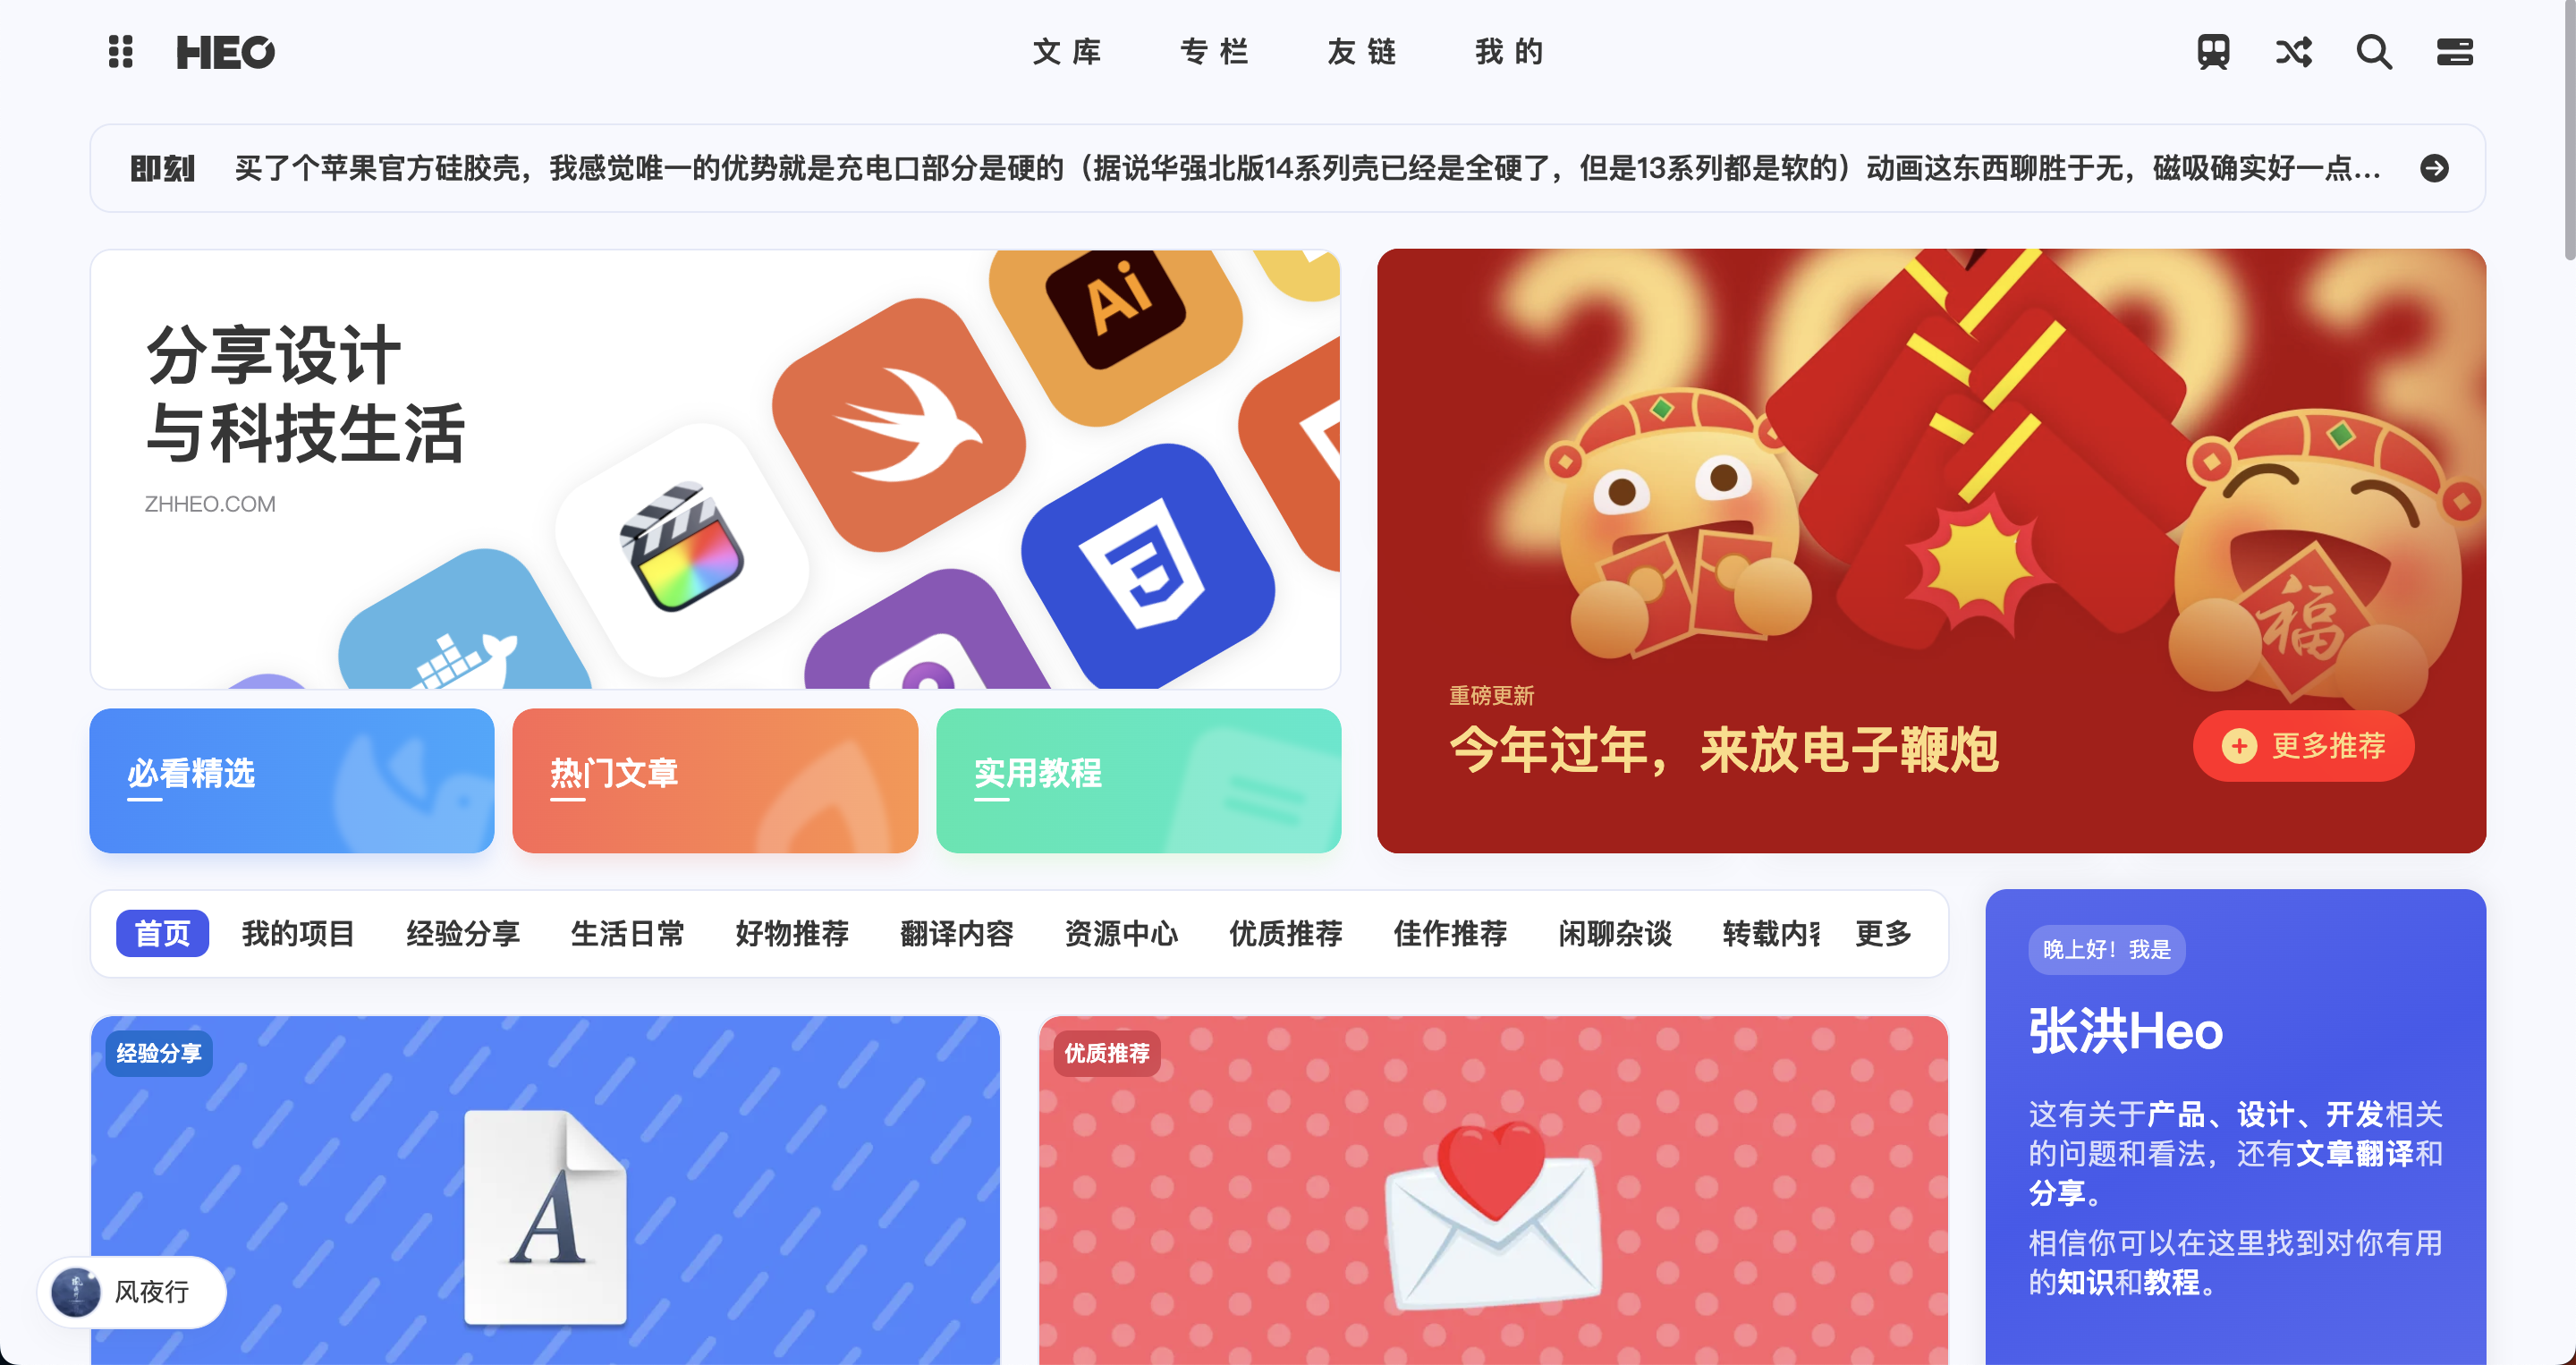 HEO
文库
专栏
友链
我的
即刻
买了个苹果官方硅胶壳，我感觉唯一的优势就是充电口部分是硬的（据说华强北版14系列壳已经是全硬了，但是13系列都是软的）动画这东西聊胜于无，磁吸确实好一点...
分享设计
与科技生活
ZHHEO.COM
Ai
2023
福
重磅更新
今年过年，来放电子鞭炮
更多推荐
必看精选
热门文章
实用教程
首页
我的项目
经验分享
生活日常
好物推荐
翻译内容
资源中心
优质推荐
佳作推荐
闲聊杂谈
转载内容
更多
经验分享
A
优质推荐
晚上好！我是
张洪Heo
这有关于产品、设计、开发相关
的问题和看法，还有文章翻译和
分享。
相信你可以在这里找到对你有用
的知识和教程。
风夜行